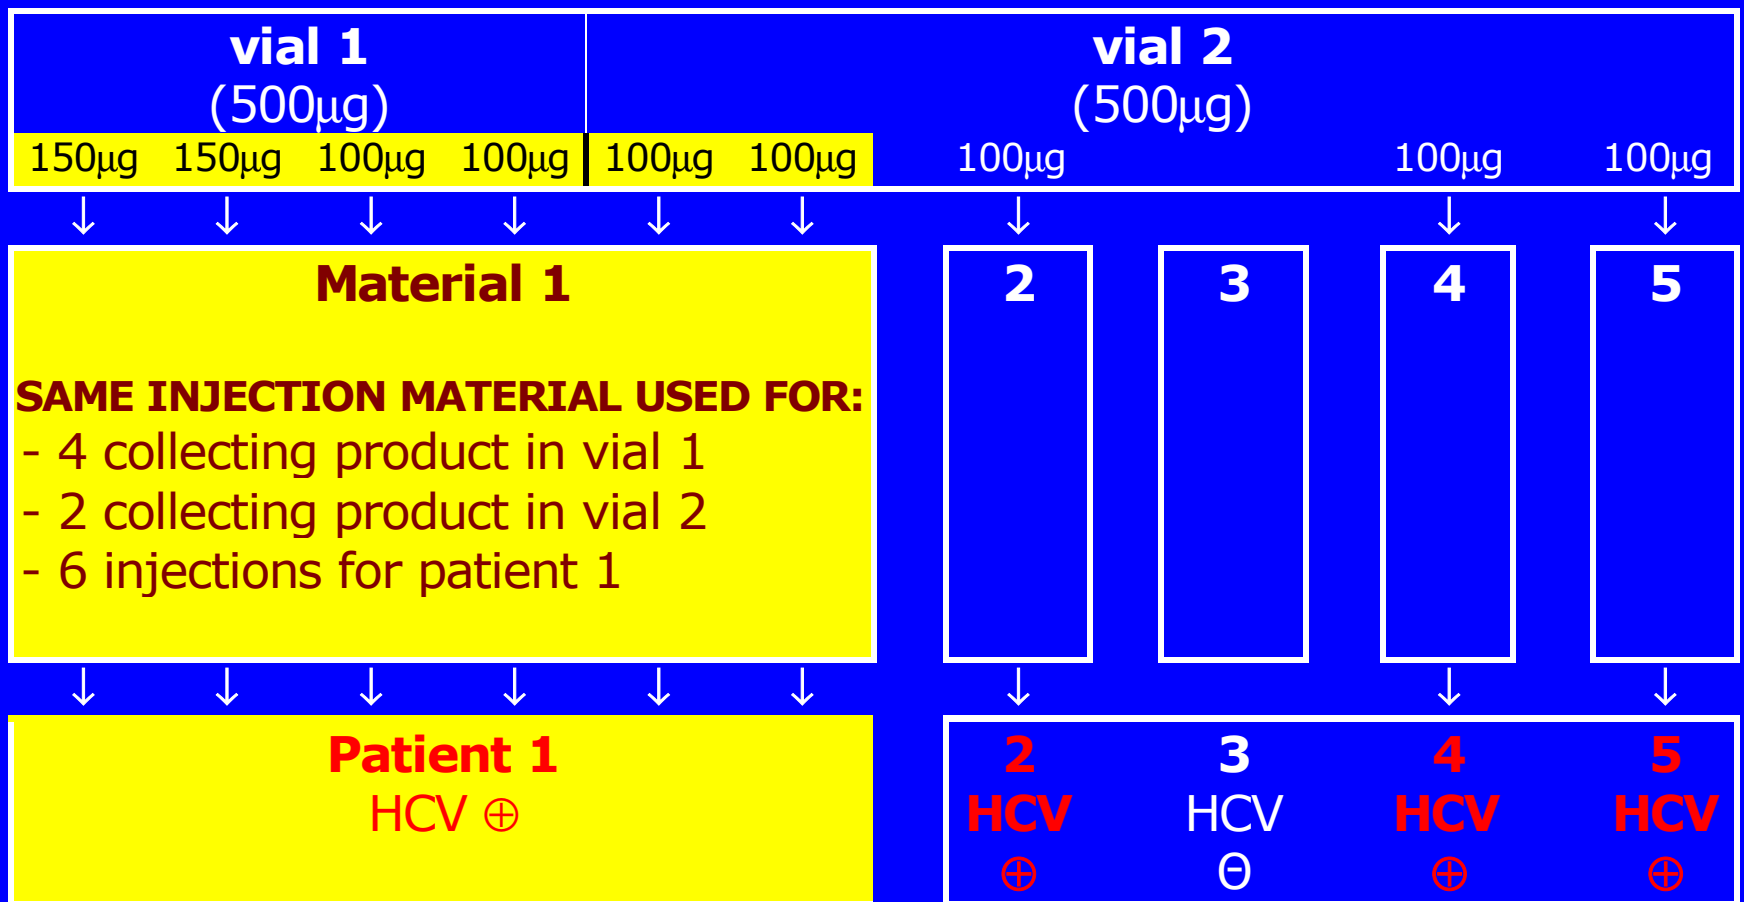 vial 1 vial 2
(500μg) (500μg)
150μg 150μg 100μg 100μg 100μg 100μg 100μg 100μg 100μg
↓ ↓ ↓ ↓ ↓ ↓ ↓ ↓ ↓
Material 1 2 3 4 5
SAME INJECTION MATERIAL USED FOR:
- 4 collecting product in vial 1
- 2 collecting product in vial 2
- 6 injections for patient 1
↓ ↓ ↓ ↓ ↓ ↓ ↓ ↓ ↓
Patient 1 2 3 4 5
HCV ⊕ HCV HCV HCV HCV
⊕ Θ ⊕ ⊕